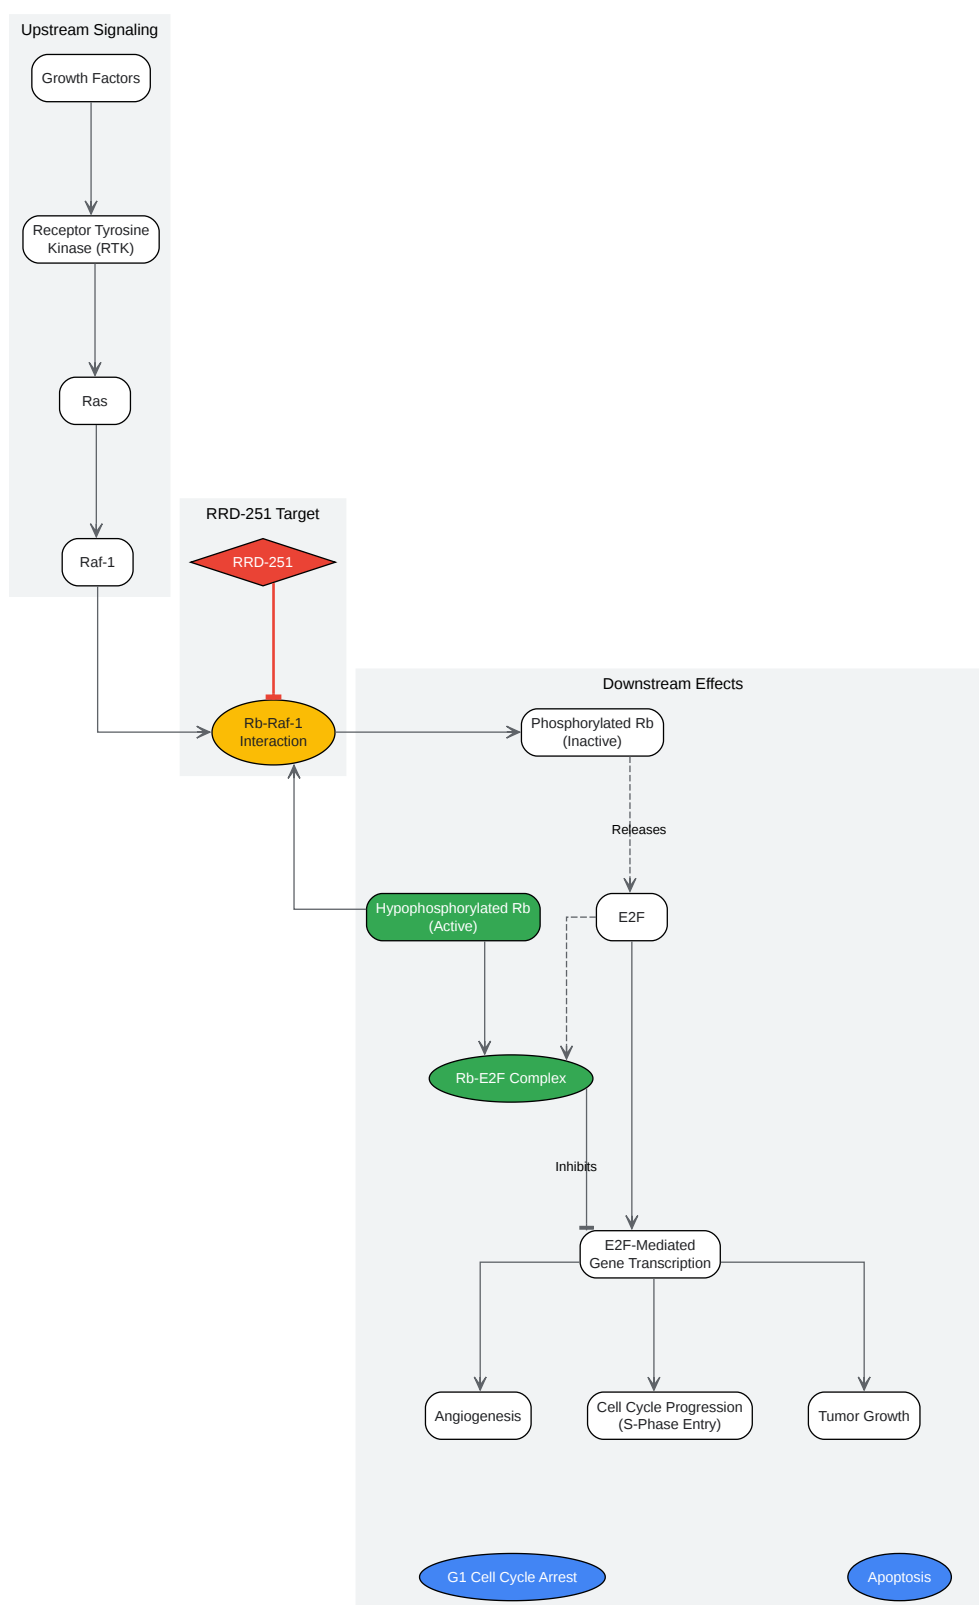 Upstream Signaling
Growth Factors
Receptor Tyrosine
Kinase (RTK)
Ras
Raf-1
RRD-251 Target
RRD-251
Rb-Raf-1
Interaction
Downstream Effects
Phosphorylated Rb
(Inactive)
Releases
Hypophosphorylated Rb
(Active)
E2F
Rb-E2F Complex
Inhibits
E2F-Mediated
Gene Transcription
Angiogenesis
Cell Cycle Progression
(S-Phase Entry)
Tumor Growth
G1 Cell Cycle Arrest
Apoptosis